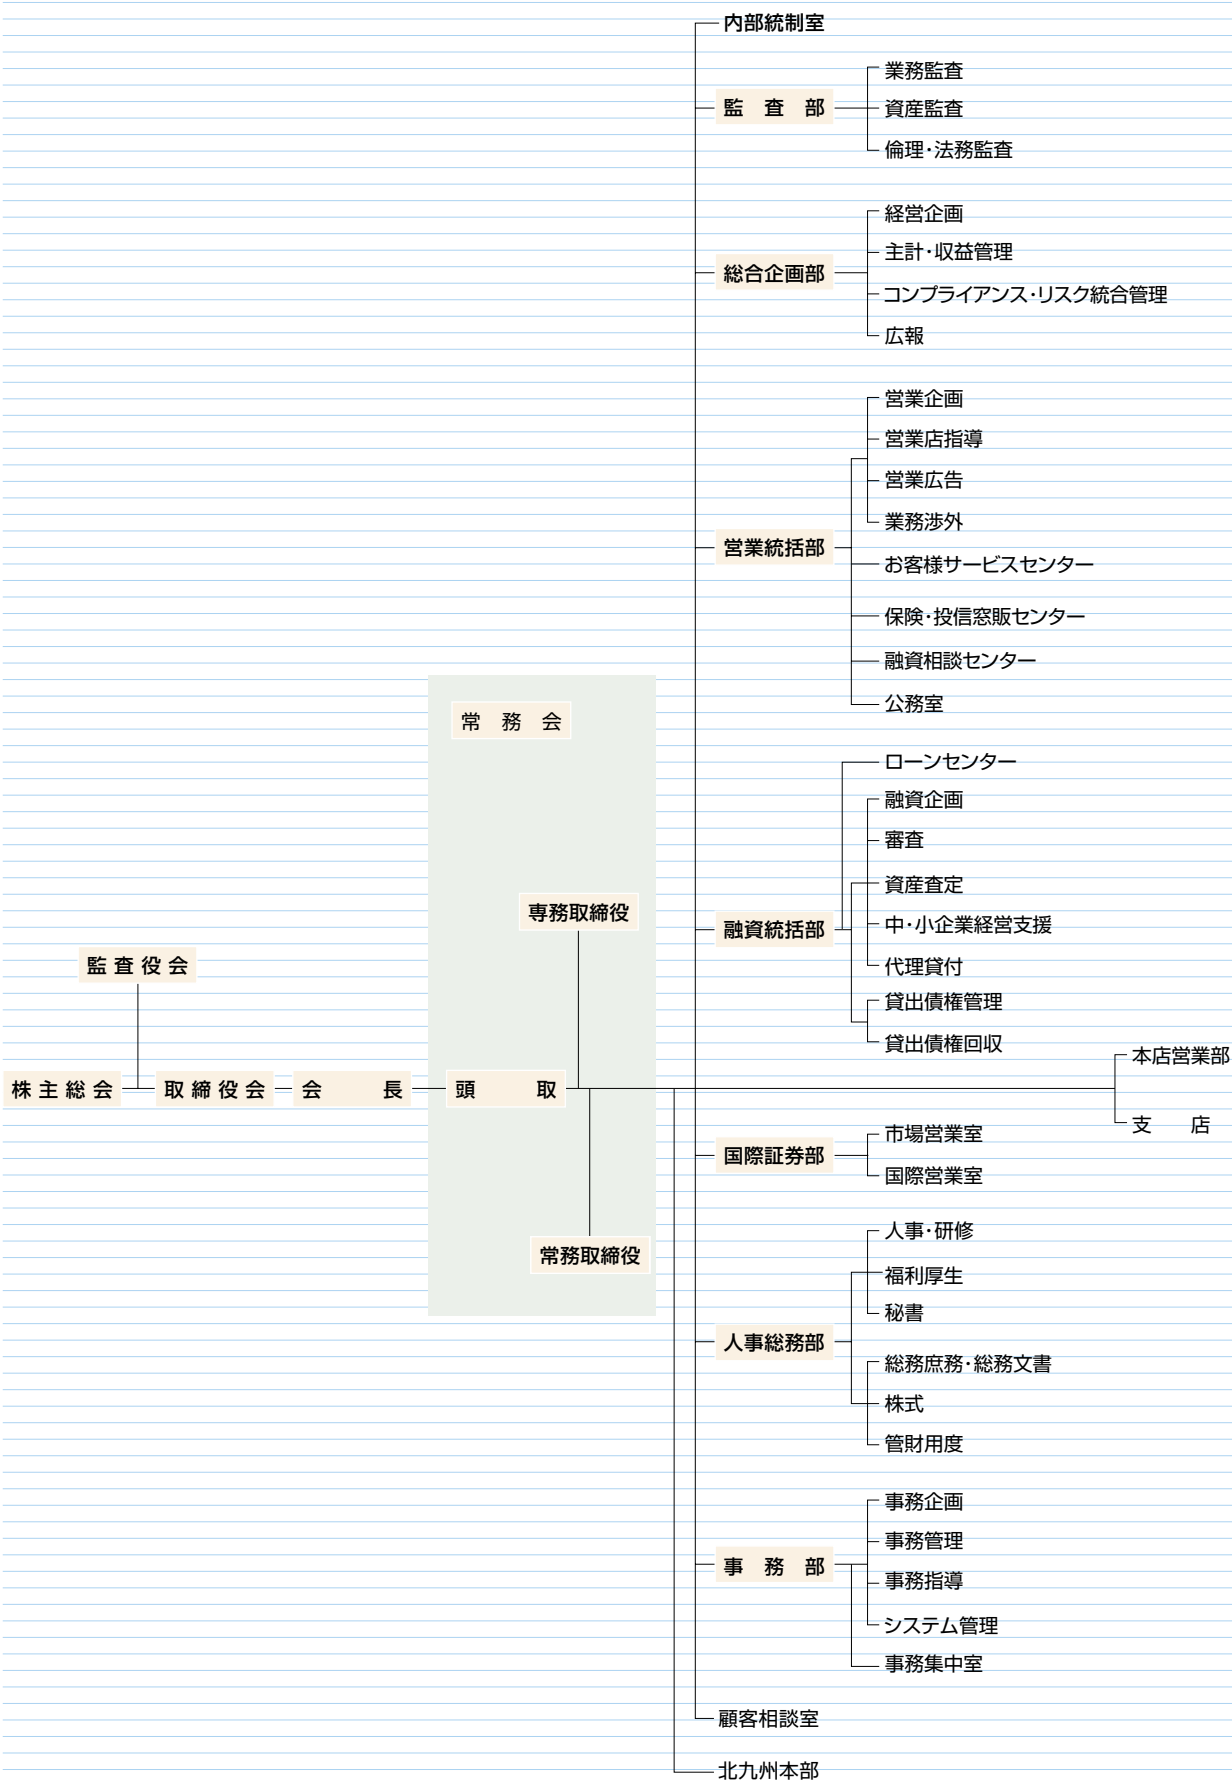 内部統制室
監査部
業務監査
資産監査
倫理・法務監査
総合企画部
経営企画
主計・収益管理
コンプライアンス・リスク統合管理
広報
営業統括部
営業企画
営業店指導
営業広告
業務渉外
お客様サービスセンター
保険・投信窓販センター
融資相談センター
公務室
常務会
専務取締役
監査役会
株主総会
取締役会
会長
頭取
常務取締役
融資統括部
ローンセンター
融資企画
審査
資産査定
中・小企業経営支援
代理貸付
貸出債権管理
貸出債権回収
本店営業部
支店
国際証券部
市場営業室
国際営業室
人事総務部
人事・研修
福利厚生
秘書
総務庶務・総務文書
株式
管財用度
事務部
事務企画
事務管理
事務指導
システム管理
事務集中室
顧客相談室
北九州本部